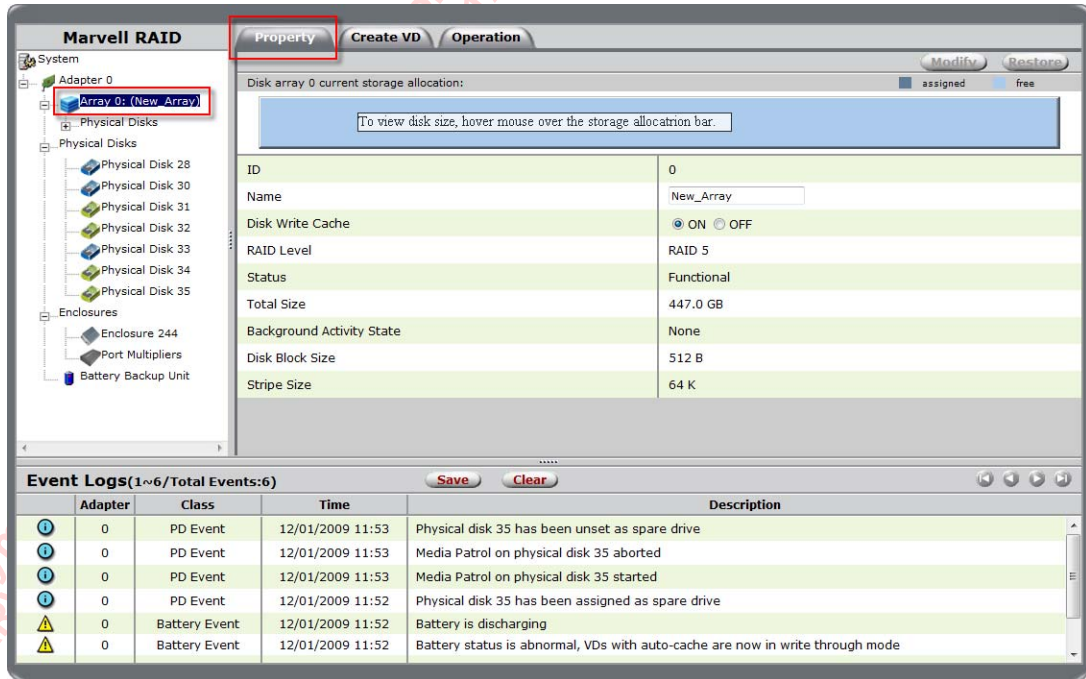 Marvell RAID
Property Create VD Operation
System
Adapter 0
Array 0: (New_Array)
Physical Disks
Physical Disks
Physical Disk 28
Physical Disk 30
Physical Disk 31
Physical Disk 32
Physical Disk 33
Physical Disk 34
Physical Disk 35
Enclosures
Enclosure 244
Port Multipliers
Battery Backup Unit
Modify Restore
Disk array 0 current storage allocation: assigned free
To view disk size, hover mouse over the storage allocatrion bar.
ID 0
Name New_Array
Disk Write Cache ON OFF
RAID Level RAID 5
Status Functional
Total Size 447.0 GB
Background Activity State None
Disk Block Size 512 B
Stripe Size 64 K
Event Logs(1~6/Total Events:6) Save Clear
Adapter Class Time Description
0 PD Event 12/01/2009 11:53 Physical disk 35 has been unset as spare drive
0 PD Event 12/01/2009 11:53 Media Patrol on physical disk 35 aborted
0 PD Event 12/01/2009 11:53 Media Patrol on physical disk 35 started
0 PD Event 12/01/2009 11:52 Physical disk 35 has been assigned as spare drive
0 Battery Event 12/01/2009 11:52 Battery is discharging
0 Battery Event 12/01/2009 11:52 Battery status is abnormal, VDs with auto-cache are now in write through mode